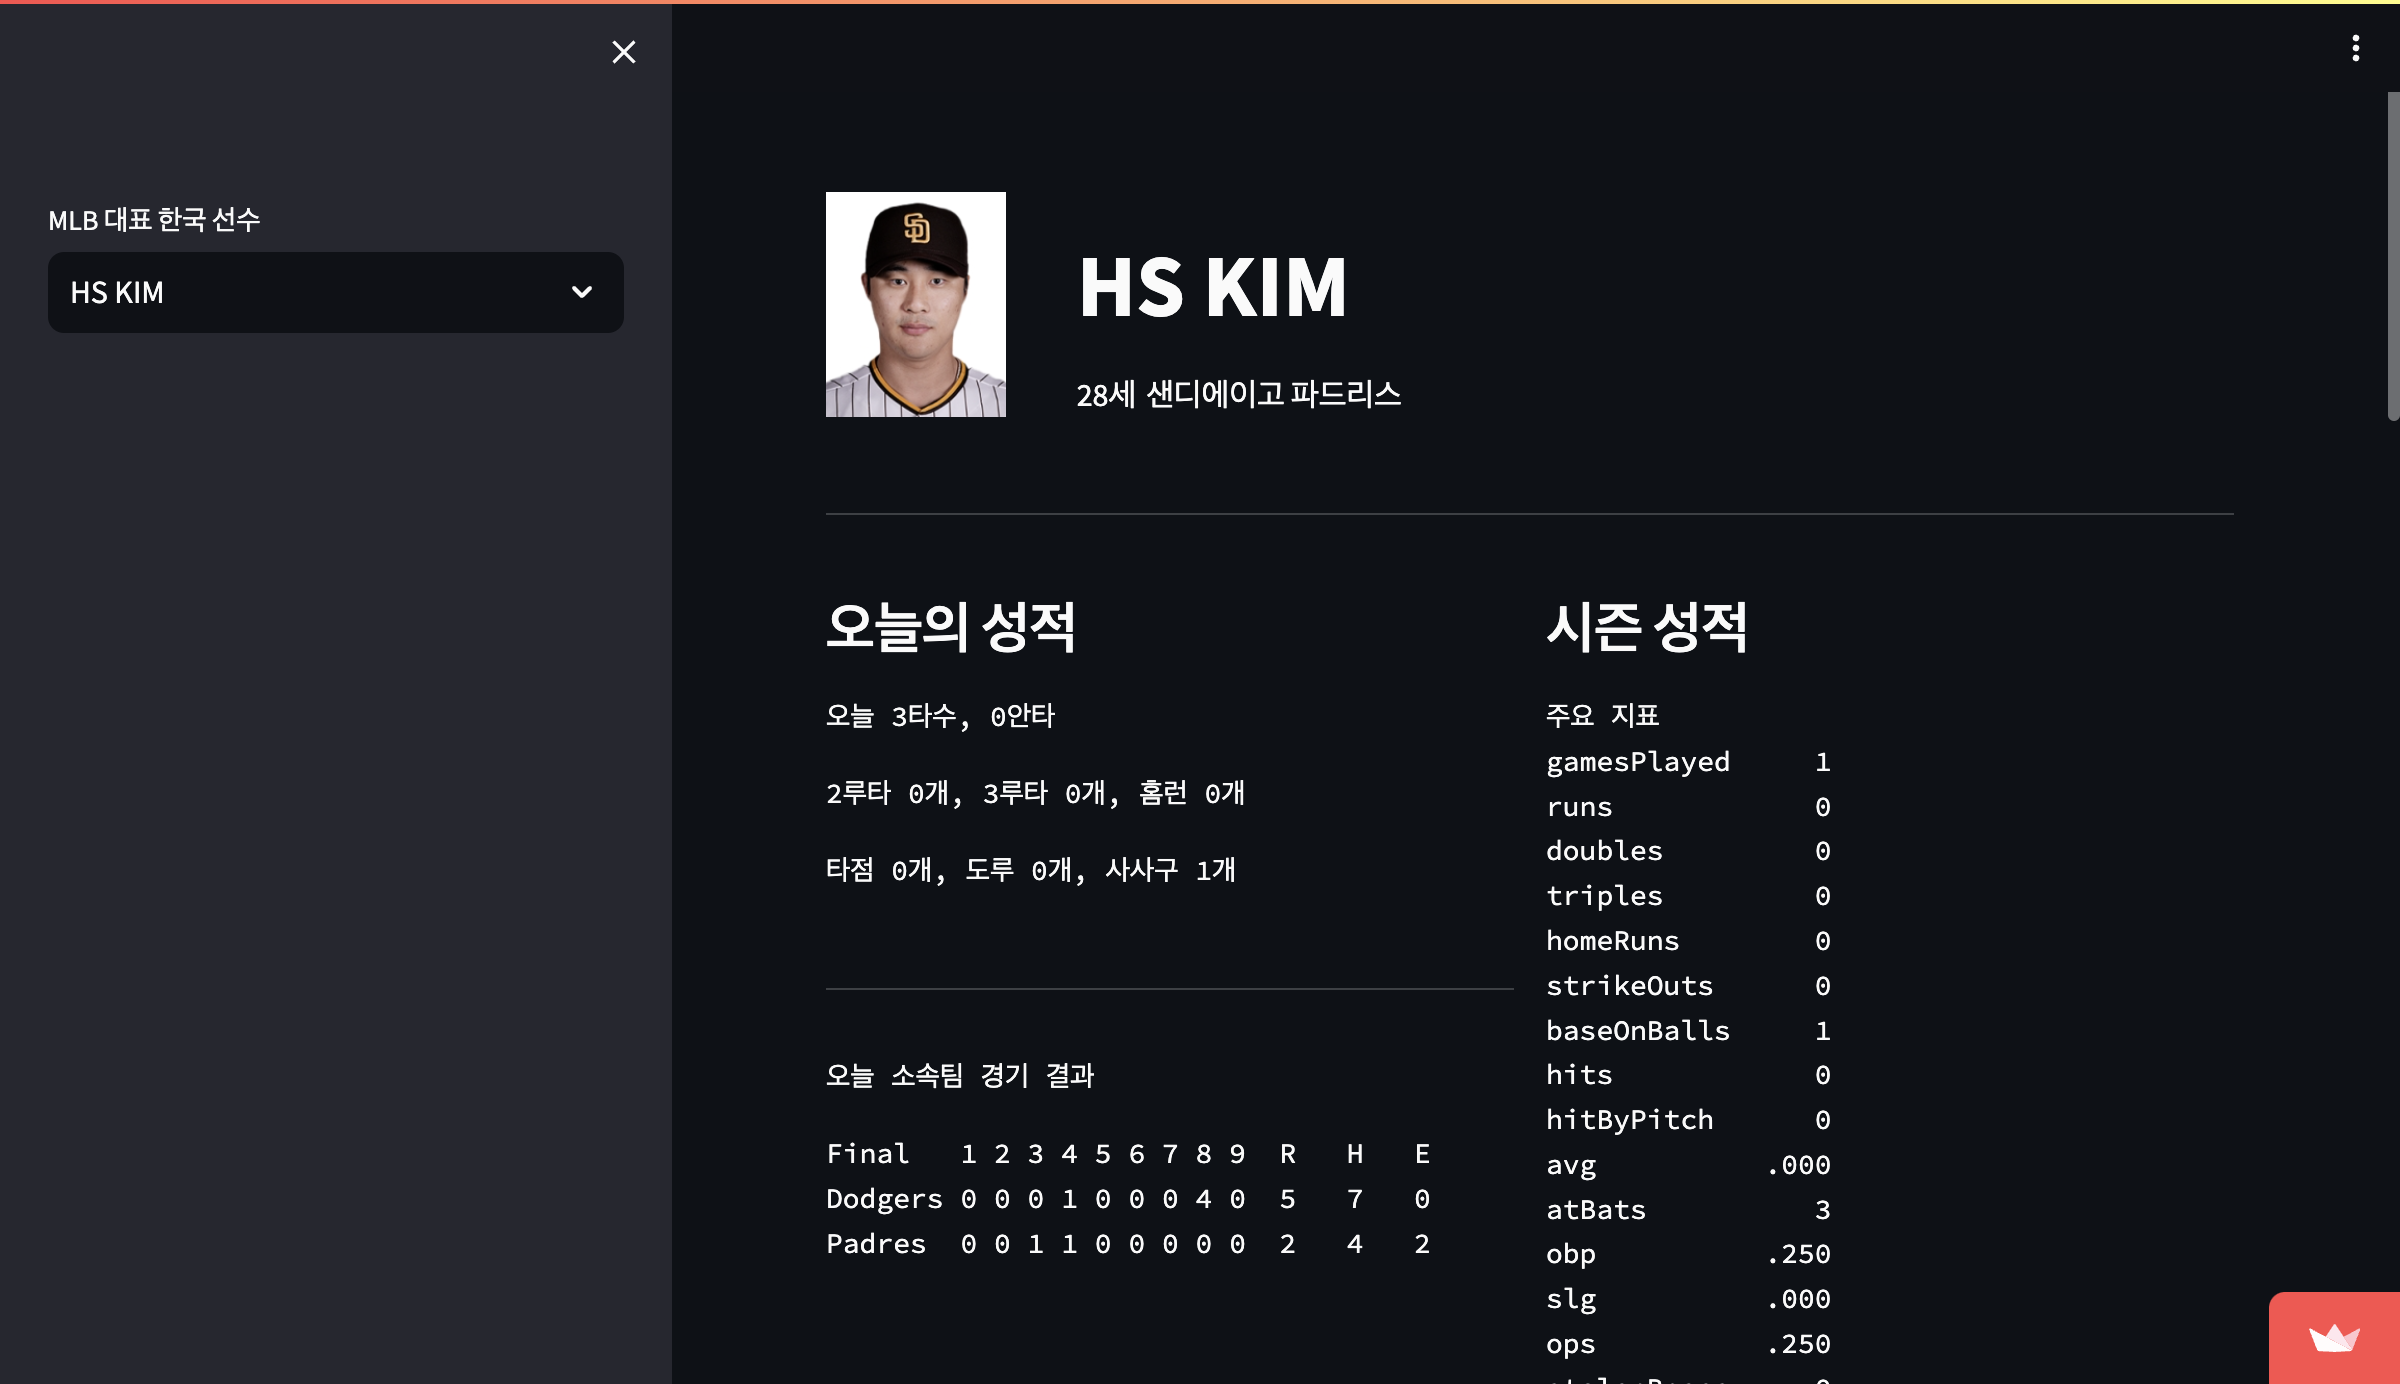 MLB 대표 한국 선수
HS KIM
SD
HS KIM
28세 샌디에이고 파드리스
오늘의 성적
오늘 3타수, 0안타
2루타 0개, 3루타 0개, 홈런 0개
타점 0개, 도루 0개, 사사구 1개
오늘 소속팀 경기 결과
Final 1 2 3 4 5 6 7 8 9 R H E
Dodgers 0 0 0 1 0 0 0 4 0 5 7 0
Padres 0 0 1 1 0 0 0 0 0 2 4 2
시즌 성적
주요 지표
gamesPlayed 1
runs 0
doubles 0
triples 0
homeRuns 0
strikeOuts 0
baseOnBalls 1
hits 0
hitByPitch 0
avg .000
atBats 3
obp .250
slg .000
ops .250